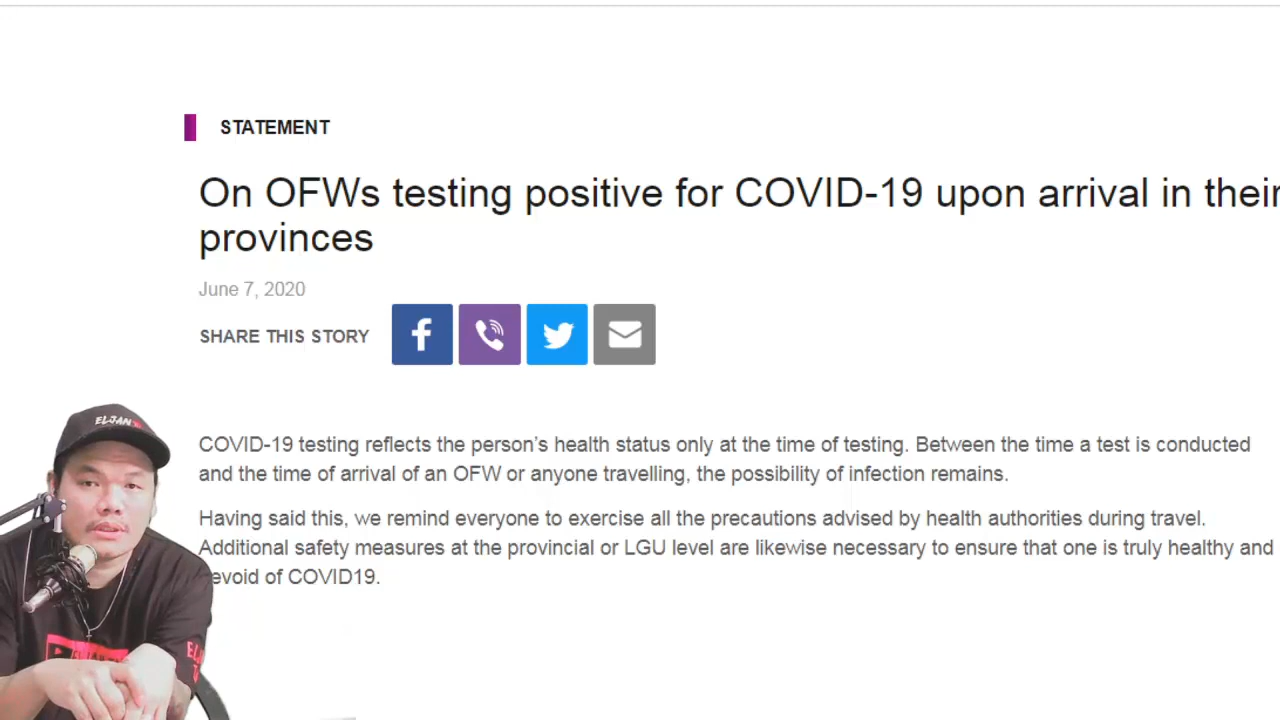 STATEMENT
On OFWs testing positive for COVID-19 upon arrival in their
provinces
June 7, 2020
SHARE THIS STORY
COVID-19 testing reflects the person's health status only at the time of testing. Between the time a test is conducted
and the time of arrival of an OFW or anyone travelling, the possibility of infection remains.
Having said this, we remind everyone to exercise all the precautions advised by health authorities during travel.
Additional safety measures at the provincial or LGU level are likewise necessary to ensure that one is truly healthy and
evoid of COVID19.
ELJAN